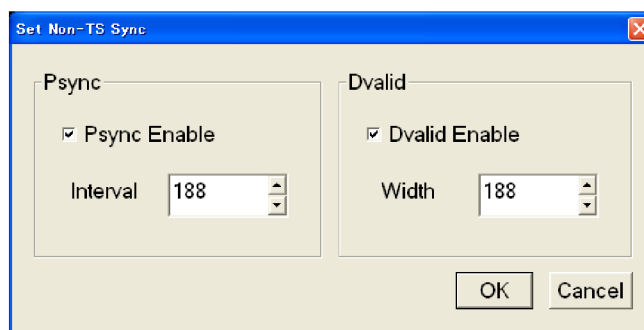 Set Non-TS Sync
Psync
Psync Enable
Interval 188
Dvalid
Dvalid Enable
Width 188
OK Cancel